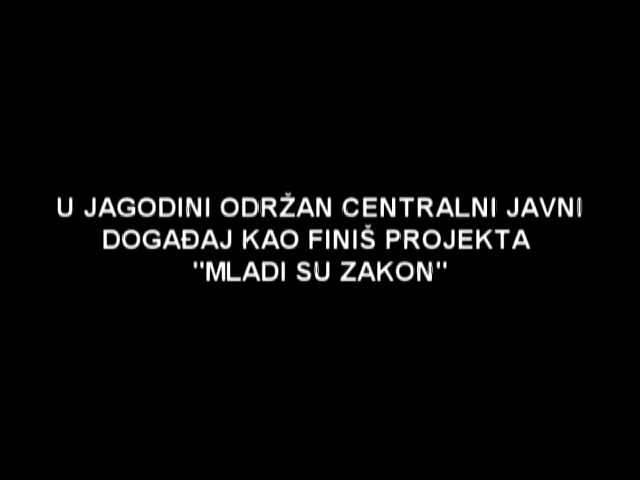 U JAGODINI ODRŽAN CENTRALNI JAVNI
DOGAĐAJ KAO FINIŠ PROJEKTA
"MLADI SU ZAKON"